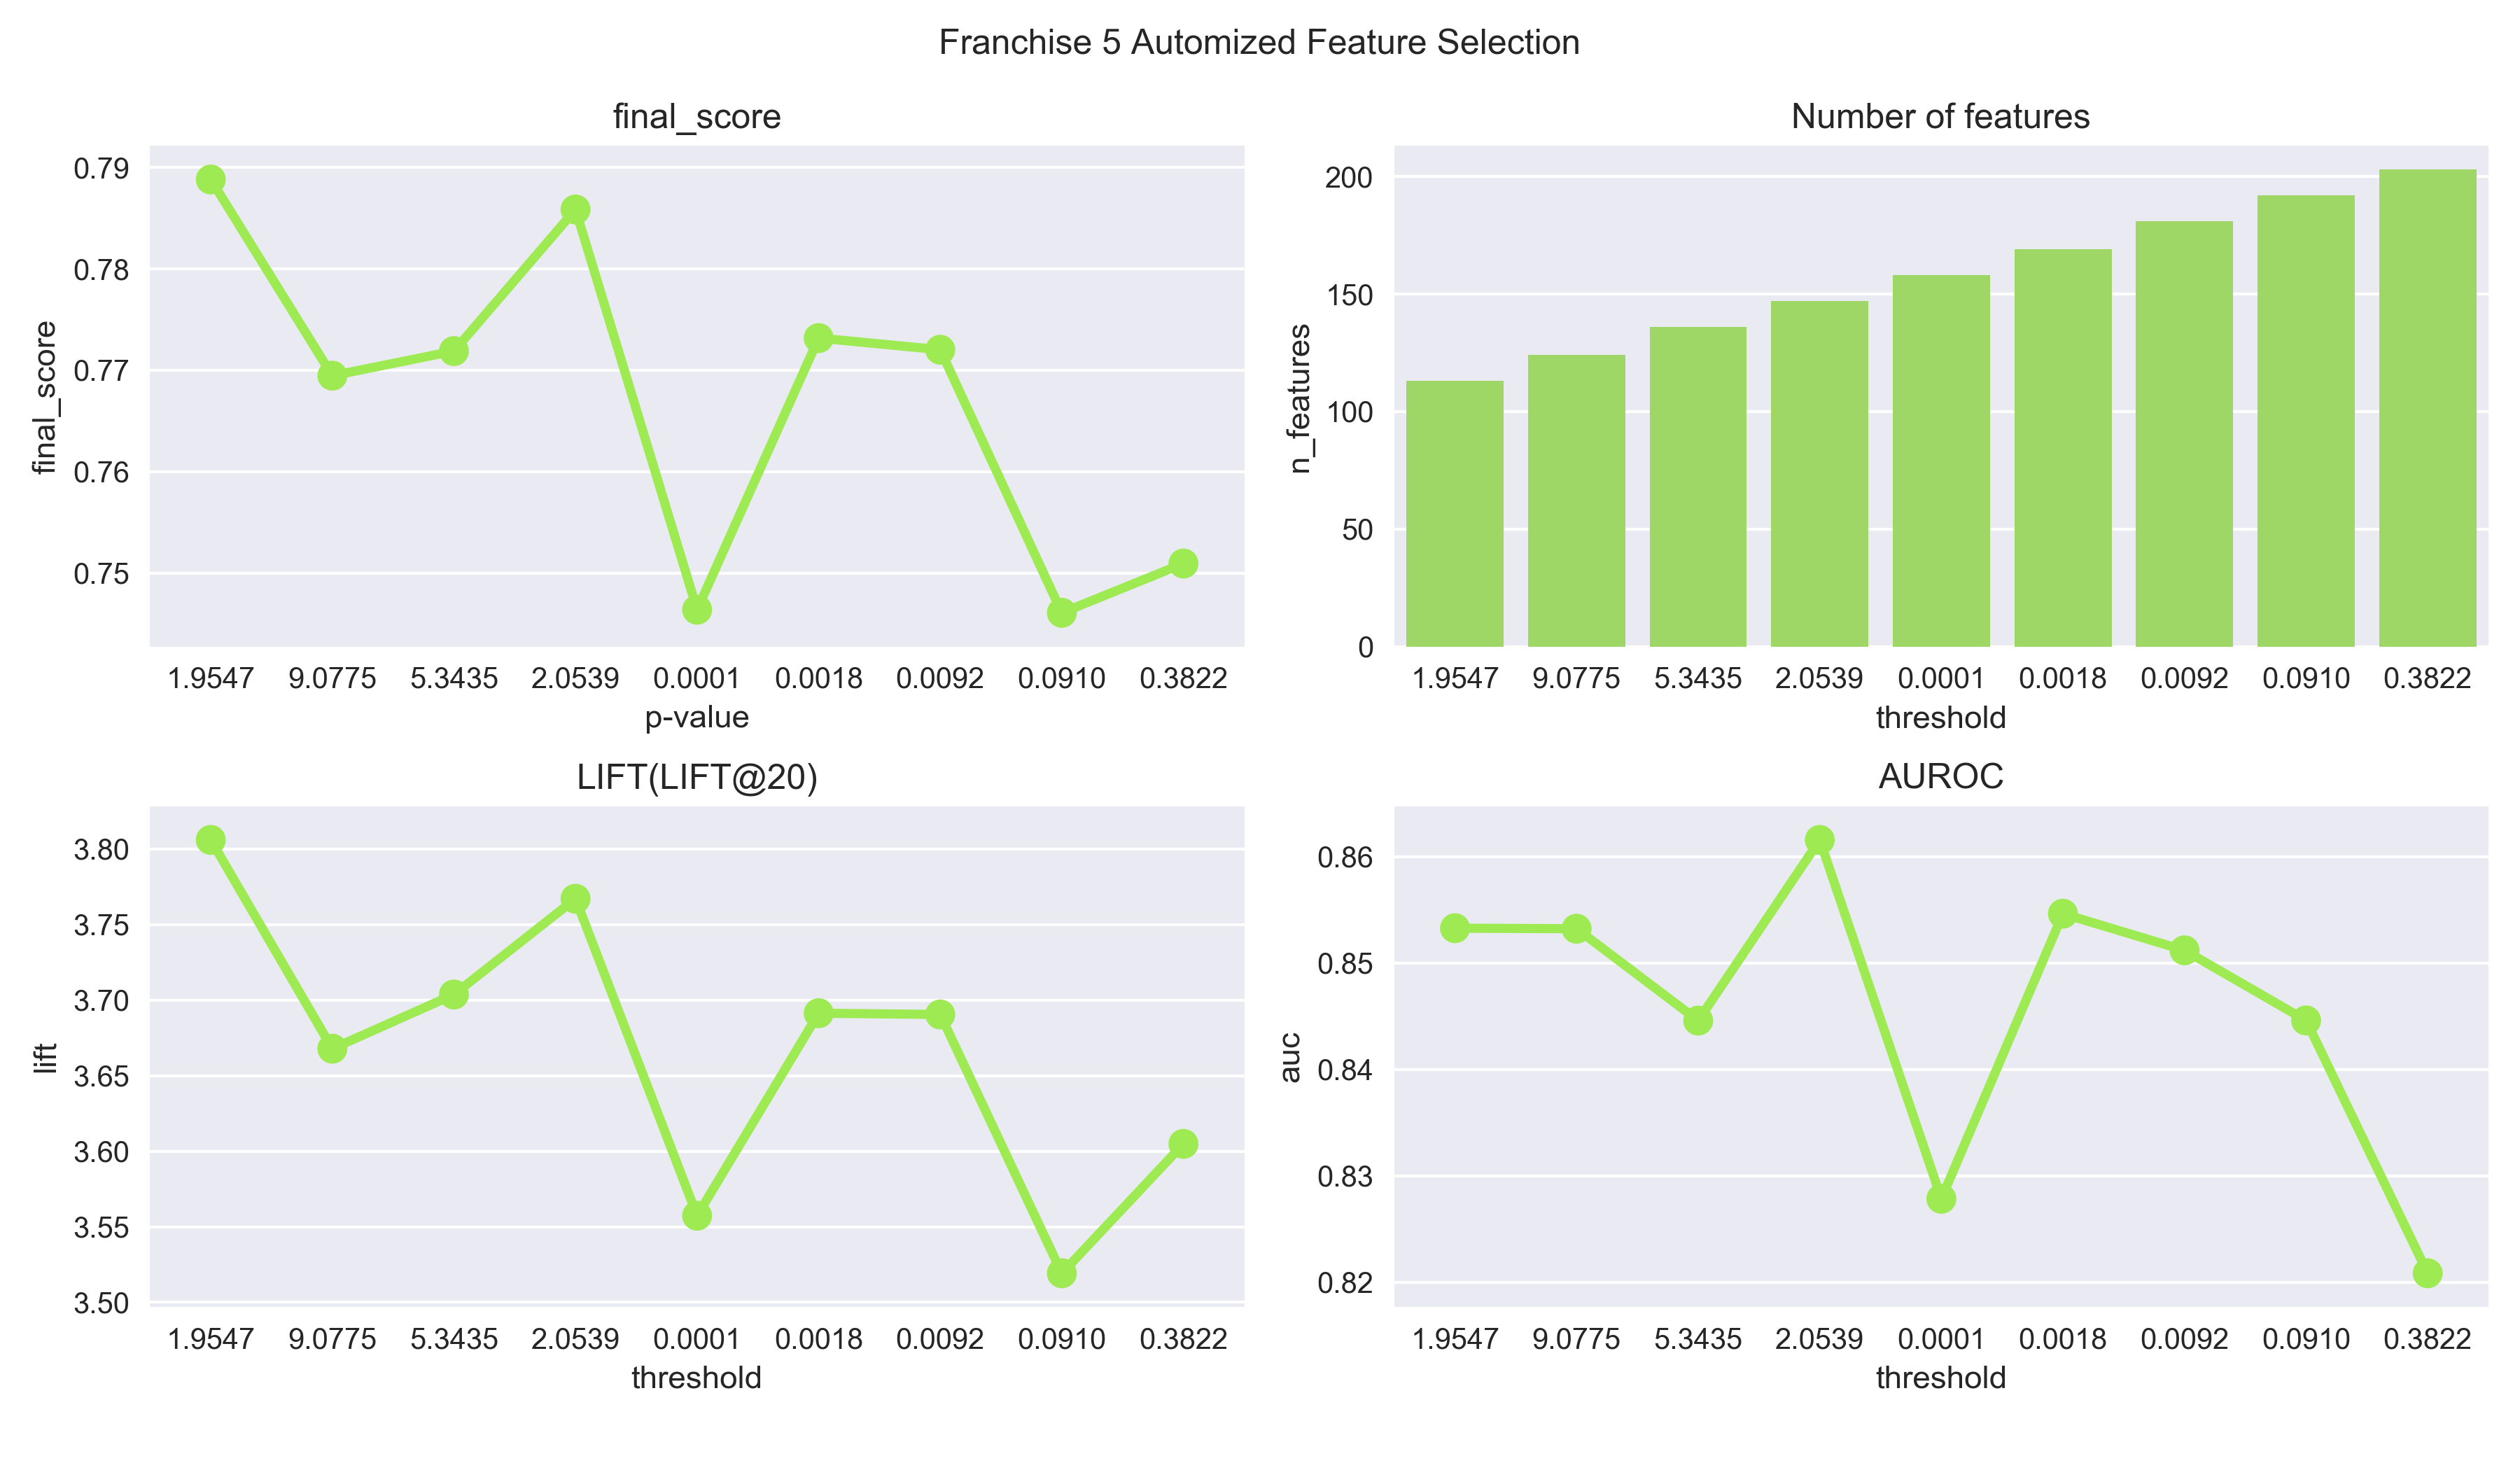 Franchise 5 Automized Feature Selection
final_score
0.79
0.78
0.77
0.76
0.75
final_score
1.9547 9.0775 5.3435 2.0539 0.0001 0.0018 0.0092 0.0910 0.3822
p-value
Number of features
200
150
100
50
0
n_features
1.9547 9.0775 5.3435 2.0539 0.0001 0.0018 0.0092 0.0910 0.3822
threshold
LIFT(LIFT@20)
3.80
3.75
3.70
3.65
3.60
3.55
3.50
lift
1.9547 9.0775 5.3435 2.0539 0.0001 0.0018 0.0092 0.0910 0.3822
threshold
AUROC
0.86
0.85
0.84
0.83
0.82
auc
1.9547 9.0775 5.3435 2.0539 0.0001 0.0018 0.0092 0.0910 0.3822
threshold